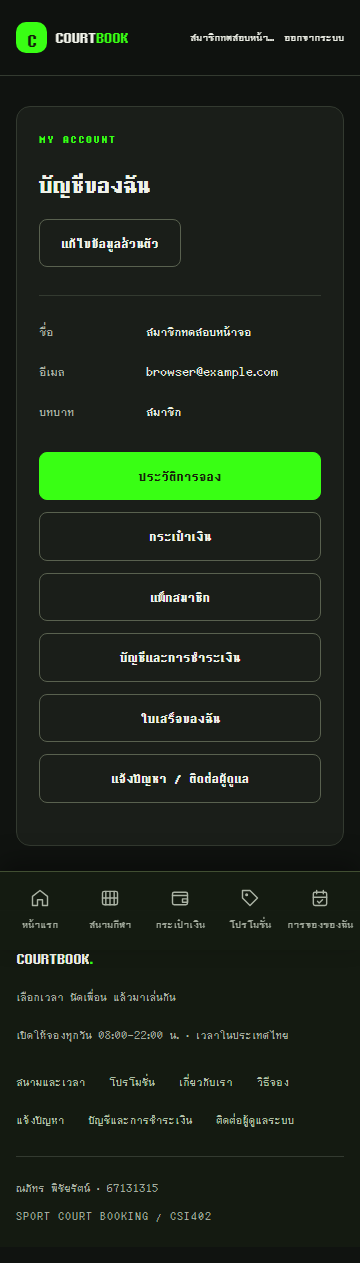 C COURTBOOK สมาชิกทดสอบหน้า… ออกจากระบบ
MY ACCOUNT
บัญชีของฉัน
แก้ไขข้อมูลส่วนตัว
ชื่อ สมาชิกทดสอบหน้าจอ
อีเมล browser@example.com
บทบาท สมาชิก
ประวัติการจอง
กระเป๋าเงิน
แพ็กสมาชิก
บัญชีและการชำระเงิน
ใบเสร็จของฉัน
แจ้งปัญหา / ติดต่อผู้ดูแล
หน้าแรก สนามกีฬา กระเป๋าเงิน โปรโมชั่น การจองของฉัน
COURTBOOK.
เลือกเวลา นัดเพื่อน แล้วมาเล่นกัน
เปิดให้จองทุกวัน 08:00–22:00 น. · เวลาในประเทศไทย
สนามและเวลา โปรโมชั่น เกี่ยวกับเรา วิธีจอง
แจ้งปัญหา บัญชีและการชำระเงิน ติดต่อผู้ดูแลระบบ
ณภัทร พิชัยรัตน์ · 67131315
SPORT COURT BOOKING / CSI402